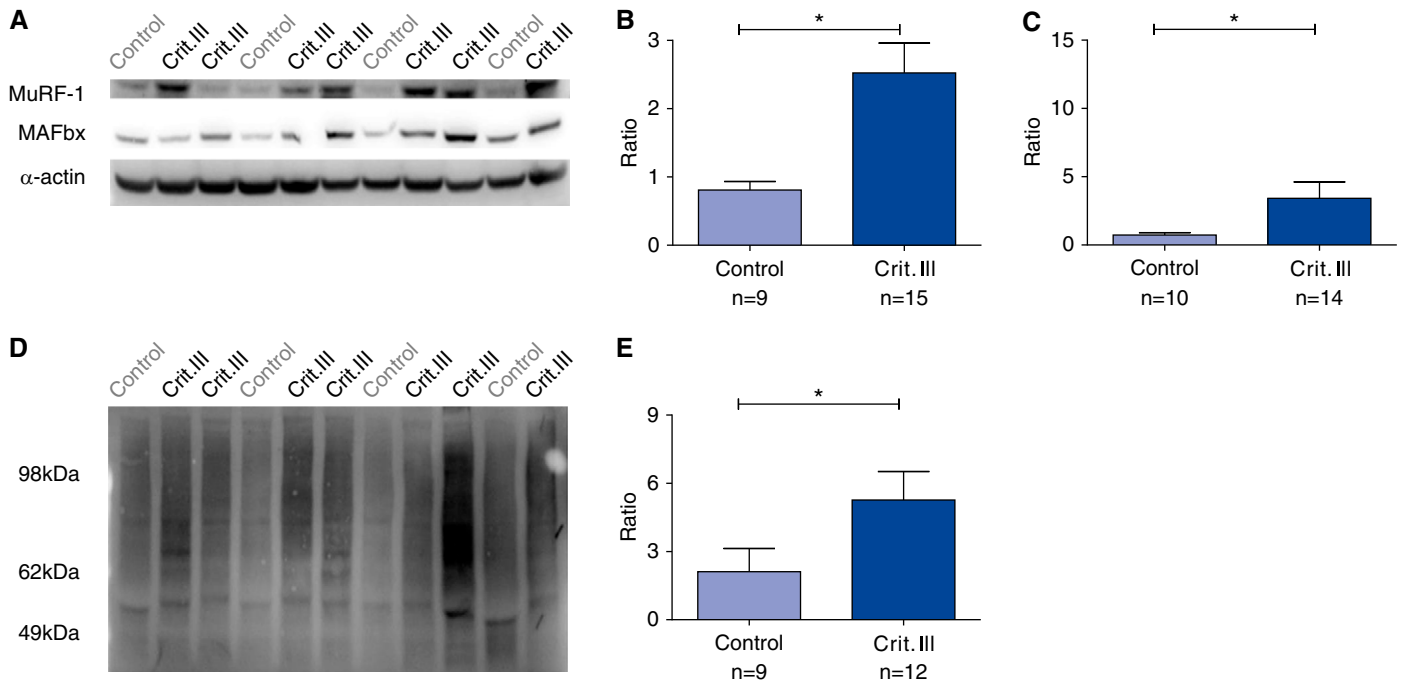 A
Control Crit.III Crit.III Control Crit.III Crit.III Control Crit.III Crit.III Control Crit.III
MuRF-1
MAFbx
α-actin
B
*
3
2
1
0
Ratio
Control Crit.III
n=9 n=15
C
*
15
10
5
0
Ratio
Control Crit.III
n=10 n=14
D
Control Crit.III Crit.III Control Crit.III Crit.III Control Crit.III Crit.III Control Crit.III
98kDa
62kDa
49kDa
E
*
9
6
3
0
Ratio
Control Crit.III
n=9 n=12